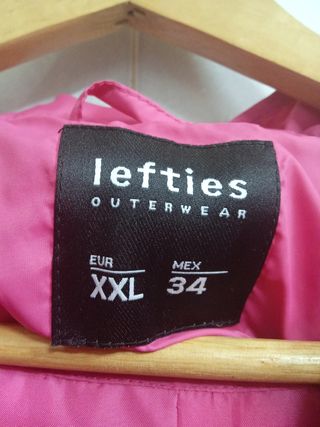 lefties
OUTERWEAR
EUR MEX
XXL 34